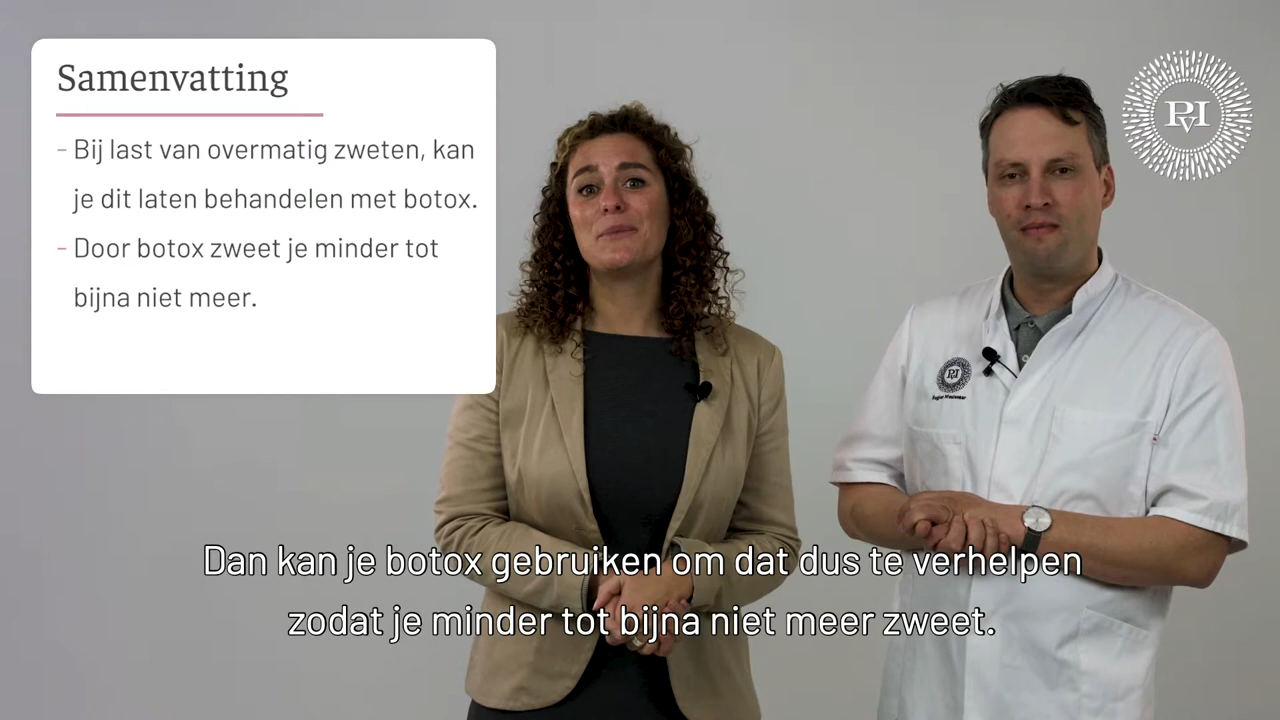 Samenvatting
- Bij last van overmatig zweten, kan
je dit laten behandelen met botox.
- Door botox zweet je minder tot
bijna niet meer.
PVI
PVI
Dan kan je botox gebruiken om dat dus te verhelpen
zodat je minder tot bijna niet meer zweet.